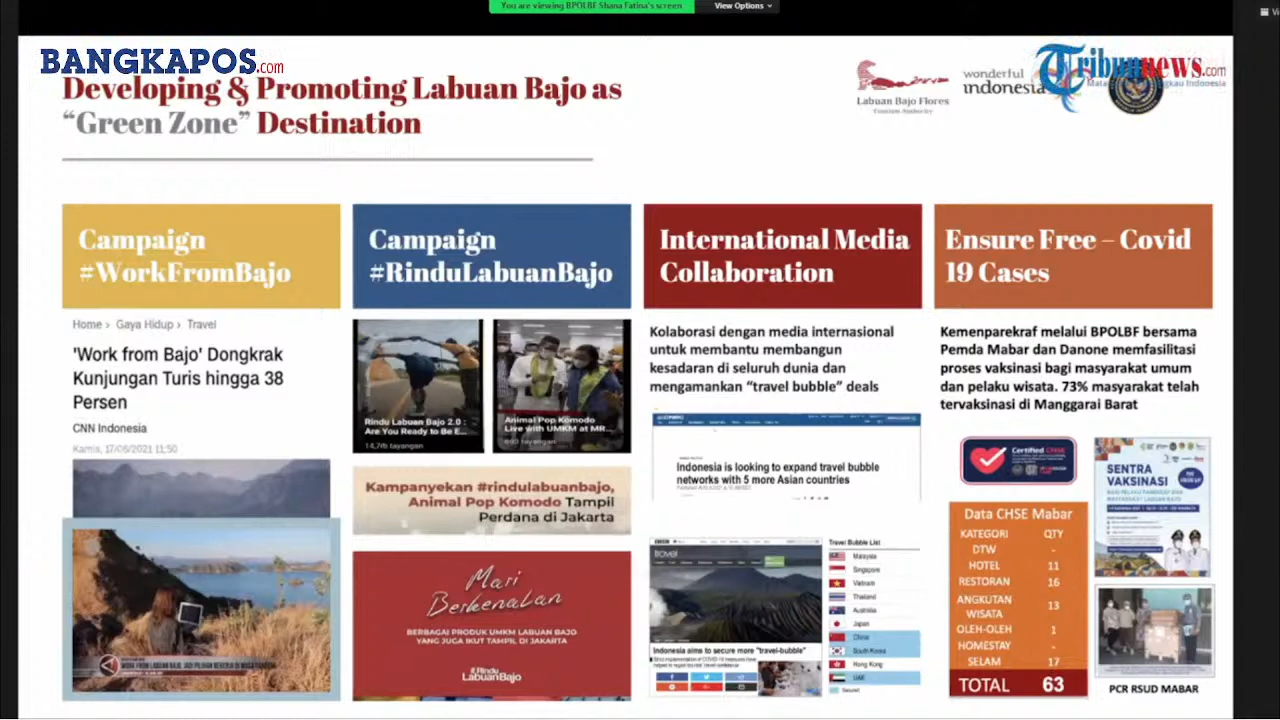 You are viewing BPOLBF Shana Fatina's screen
View Options
BANGKAPOS.com
Tribunnews.com
Developing & Promoting Labuan Bajo as
“Green Zone” Destination
Labuan Bajo Flores
Tourism Authority
wonderful
indonesia
Campaign
#WorkFromBajo
Home › Gaya Hidup › Travel
'Work from Bajo' Dongkrak
Kunjungan Turis hingga 38
Persen
CNN Indonesia
Kamis, 17/06/2021 11:50
Campaign
#RinduLabuanBajo
Rindu Labuan Bajo 2.0 :
Are You Ready to Be E...
14,7rb tayangan
Animal Pop Komodo
Live with UMKM at MR...
tayangan
Kampanyekan #rindulabuanbajo,
Animal Pop Komodo Tampil
Perdana di Jakarta
Mari
Berkenalan
BERBAGAI PRODUK UMKM LABUAN BAJO
YANG JUGA IKUT TAMPIL DI JAKARTA
#Rindu
LabuanBajo
International Media
Collaboration
Kolaborasi dengan media internasional
untuk membantu membangun
kesadaran di seluruh dunia dan
mengamankan “travel bubble” deals
Indonesia is looking to expand travel bubble
networks with 5 more Asian countries
travel
Indonesia aims to secure more "travel-bubble"
Travel Bubble List
Malaysia
Singapore
Vietnam
Thailand
Australia
Japan
China
South Korea
Hong Kong
UAE
Ensure Free – Covid
19 Cases
Kemenparekraf melalui BPOLBF bersama
Pemda Mabar dan Danone memfasilitasi
proses vaksinasi bagi masyarakat umum
dan pelaku wisata. 73% masyarakat telah
tervaksinasi di Manggarai Barat
Certified CHSE
SENTRA
VAKSINASI
Data CHSE Mabar
KATEGORI QTY
DTW -
HOTEL 11
RESTORAN 16
ANGKUTAN
WISATA 13
OLEH-OLEH 1
HOMESTAY -
SELAM 17
TOTAL 63
PCR RSUD MABAR